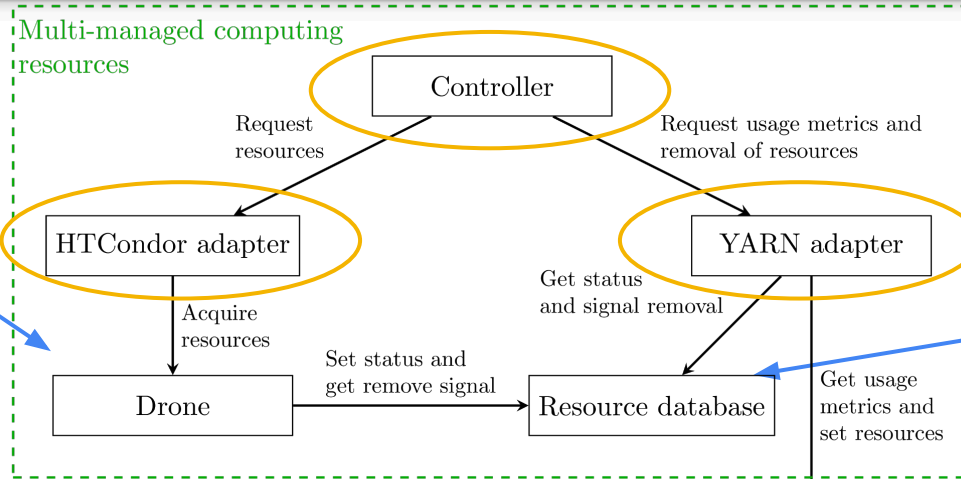 Multi-managed computing
resources
Controller
Request
resources
Request usage metrics and
removal of resources
HTCondor adapter
YARN adapter
Acquire
resources
Get status
and signal removal
Set status and
get remove signal
Get usage
metrics and
set resources
Drone
Resource database